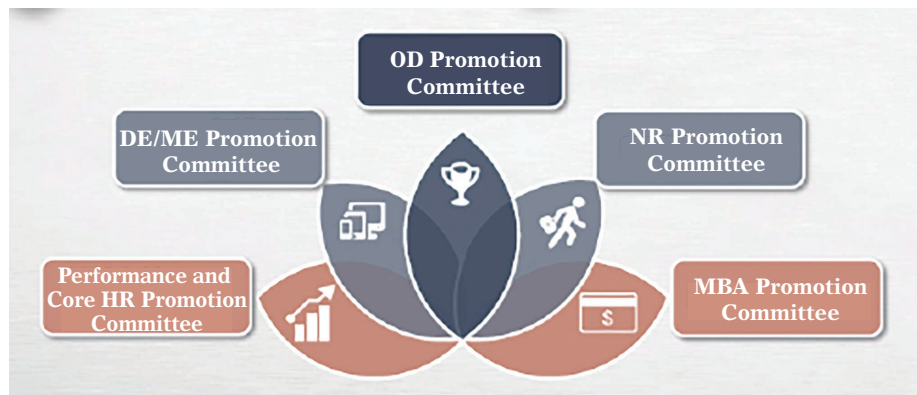 OD Promotion
Committee
DE/ME Promotion
Committee
NR Promotion
Committee
Performance and
Core HR Promotion
Committee
MBA Promotion
Committee
$